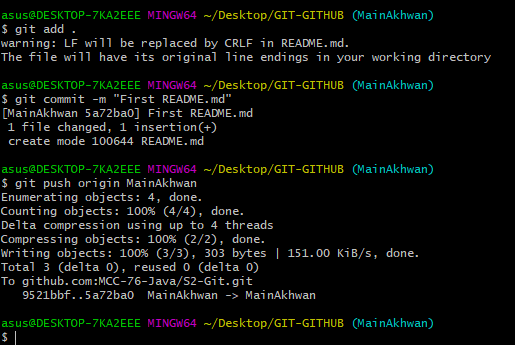 asus@DESKTOP-7KA2EEE MINGW64 ~/Desktop/GIT-GITHUB (MainAkhwan)
$ git add .
warning: LF will be replaced by CRLF in README.md.
The file will have its original line endings in your working directory

asus@DESKTOP-7KA2EEE MINGW64 ~/Desktop/GIT-GITHUB (MainAkhwan)
$ git commit -m "First README.md"
[MainAkhwan 5a72ba0] First README.md
 1 file changed, 1 insertion(+)
 create mode 100644 README.md

asus@DESKTOP-7KA2EEE MINGW64 ~/Desktop/GIT-GITHUB (MainAkhwan)
$ git push origin MainAkhwan
Enumerating objects: 4, done.
Counting objects: 100% (4/4), done.
Delta compression using up to 4 threads
Compressing objects: 100% (2/2), done.
Writing objects: 100% (3/3), 303 bytes | 151.00 KiB/s, done.
Total 3 (delta 0), reused 0 (delta 0)
To github.com:MCC-76-Java/S2-Git.git
   9521bbf..5a72ba0  MainAkhwan -> MainAkhwan

asus@DESKTOP-7KA2EEE MINGW64 ~/Desktop/GIT-GITHUB (MainAkhwan)
$